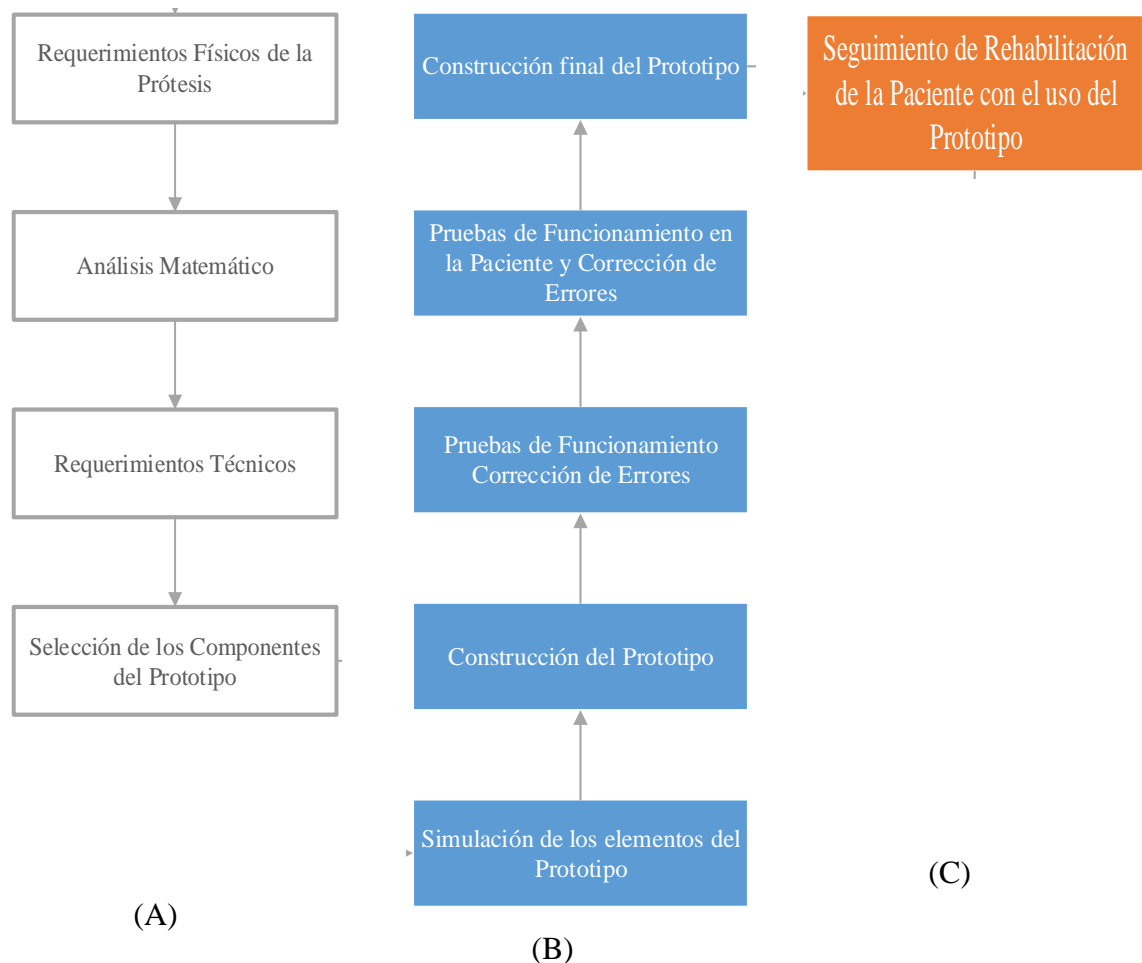 Requerimientos Físicos de la
Prótesis
Análisis Matemático
Requerimientos Técnicos
Selección de los Componentes
del Prototipo
(A)
Construcción final del Prototipo
Pruebas de Funcionamiento en
la Paciente y Corrección de
Errores
Pruebas de Funcionamiento
Corrección de Errores
Construcción del Prototipo
Simulación de los elementos del
Prototipo
(B)
Seguimiento de Rehabilitación
de la Paciente con el uso del
Prototipo
(C)